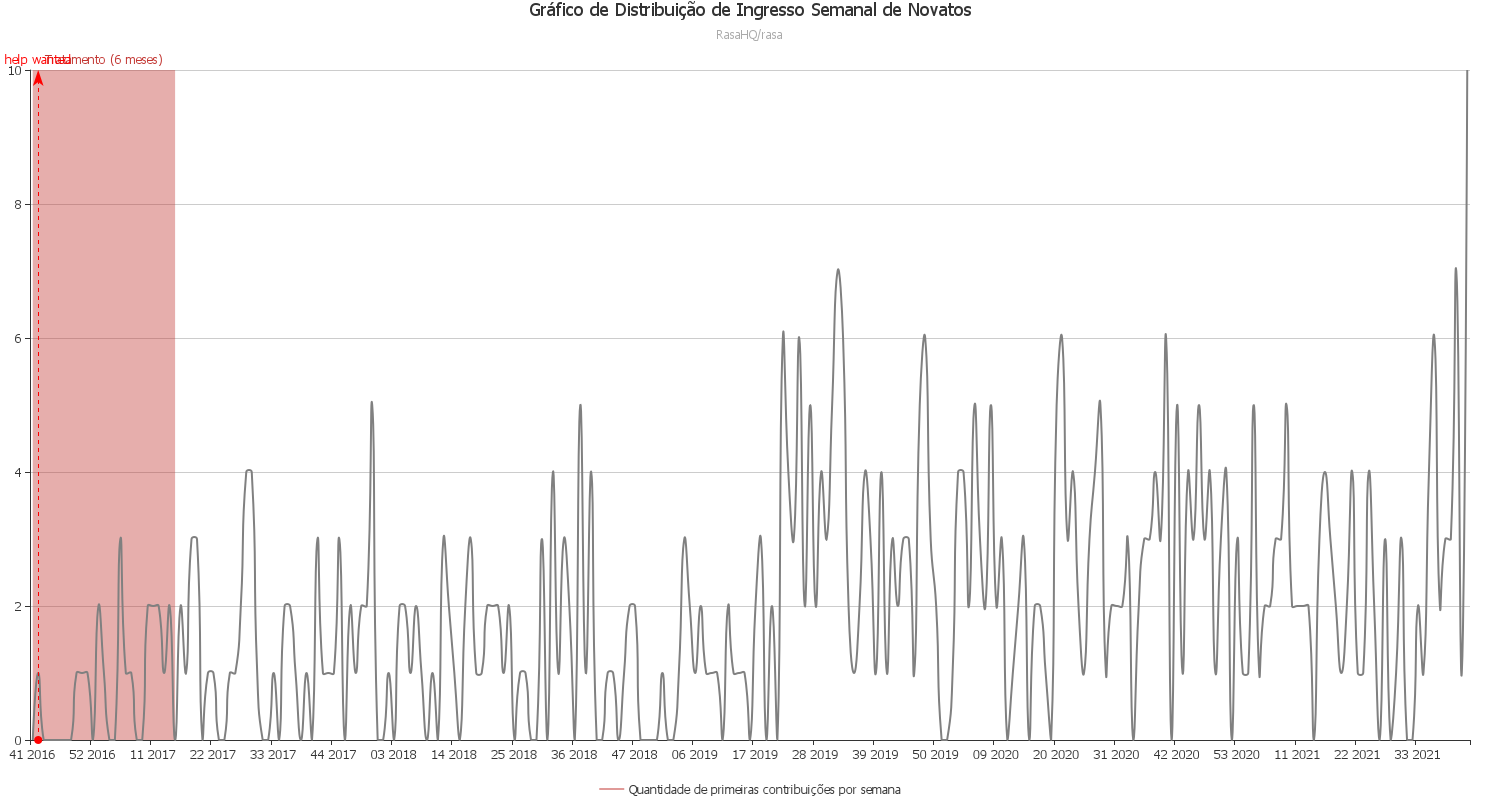 Gráfico de Distribuição de Ingresso Semanal de Novatos
RasaHQ/rasa
help wanted
Tratamento (6 meses)
10
8
6
4
2
0
41 2016 52 2016 11 2017 22 2017 33 2017 44 2017 03 2018 14 2018 25 2018 36 2018 47 2018 06 2019 17 2019 28 2019 39 2019 50 2019 09 2020 20 2020 31 2020 42 2020 53 2020 11 2021 22 2021 33 2021
Quantidade de primeiras contribuições por semana